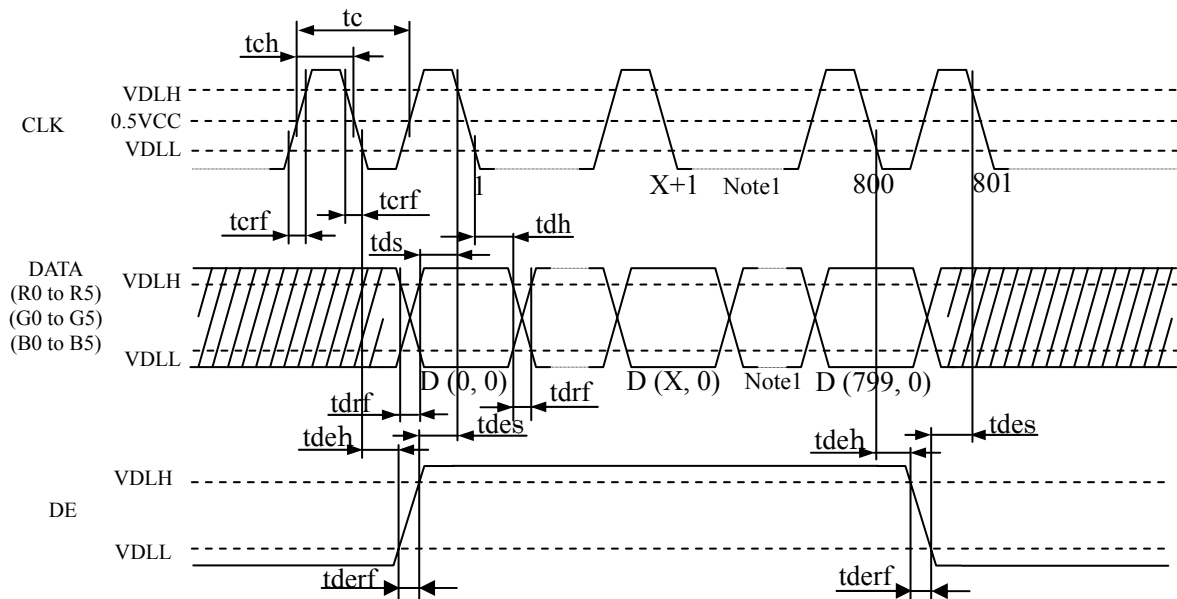 tc
tch
VDLH
CLK
0.5VCC
VDLL
1
X+1
Note1
800
801
tcrf
tcrf
tdh
tds
DATA
(R0 to R5)
(G0 to G5)
(B0 to B5)
VDLH
VDLL
D (0, 0)
D (X, 0)
Note1
D (799, 0)
tdrf
tdrf
tdeh
tdes
tdeh
tdes
VDLH
DE
VDLL
tderf
tderf